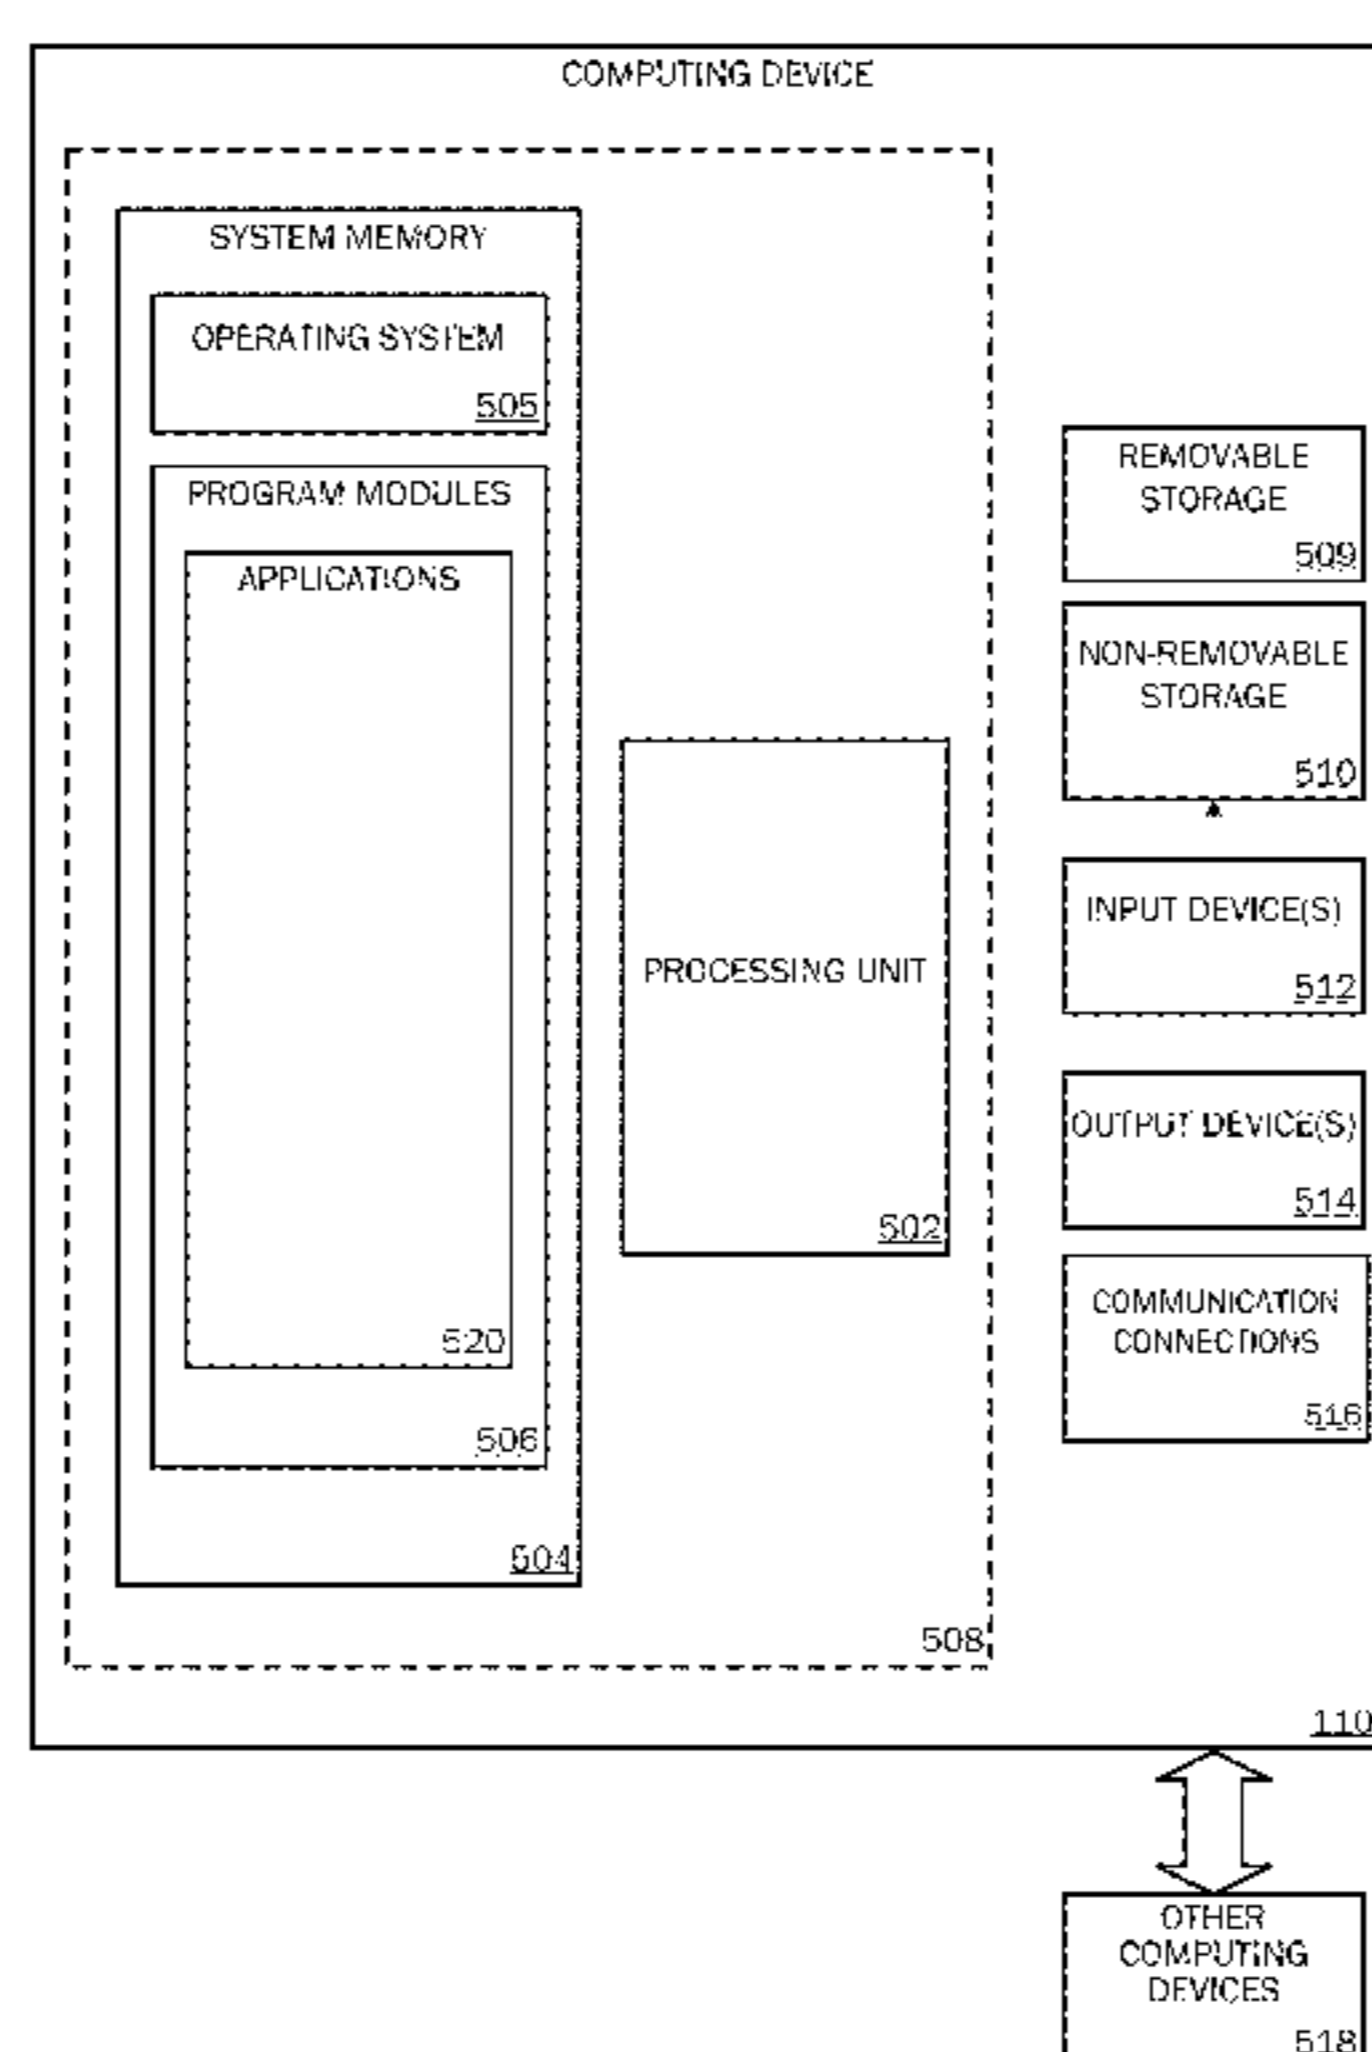 COMPUTING DEVICE
SYSTEM MEMORY
OPERATING SYSTEM
505
PROGRAM MODULES
APPLICATIONS
520
506
504
PROCESSING UNIT
502
508
REMOVABLE
STORAGE
509
NON-REMOVABLE
STORAGE
510
INPUT DEVICE(S)
512
OUTPUT DEVICE(S)
514
COMMUNICATION
CONNECTIONS
516
110
OTHER
COMPUTING
DEVICES
518